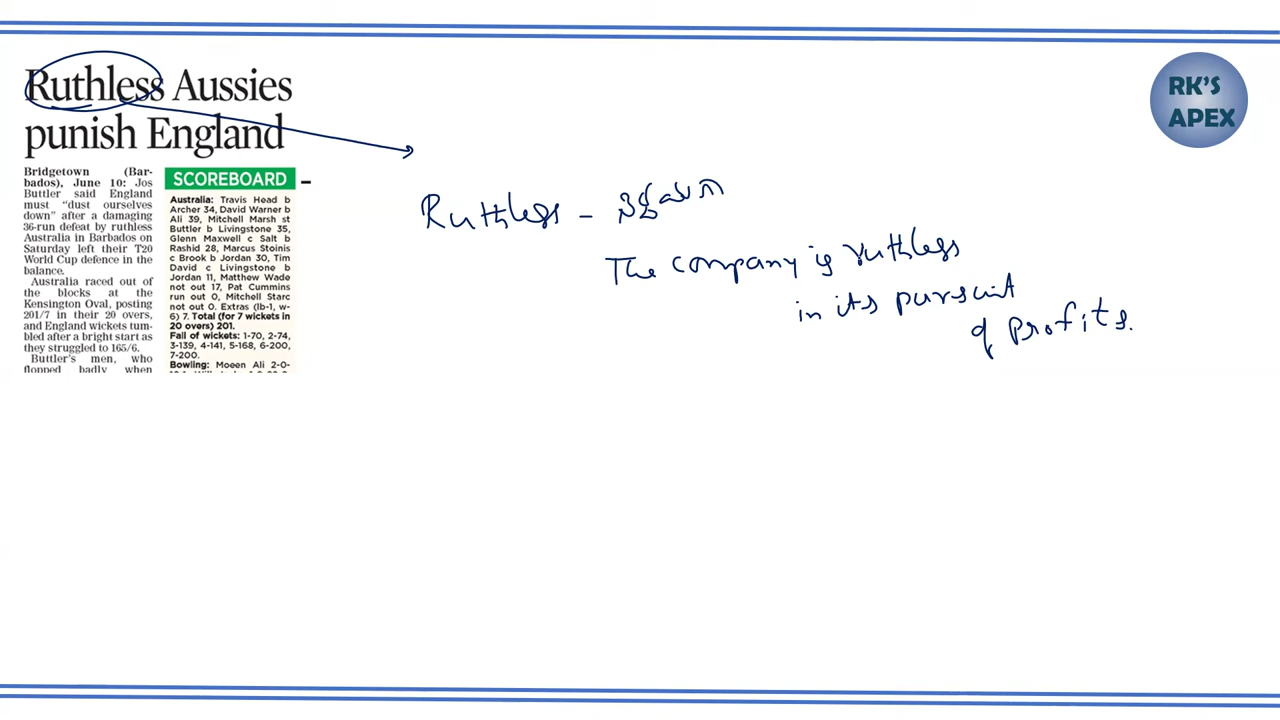 Ruthless Aussies
punish England
Bridgetown (Bar-
bados), June 10: Jos
Buttler said England
must “dust ourselves
down” after a damaging
36-run defeat by ruthless
Australia in Barbados on
Saturday left their T20
World Cup defence in the
balance.
Australia raced out of
the blocks at the
Kensington Oval, posting
201/7 in their 20 overs,
and England wickets tum-
bled after a bright start as
they struggled to 165/6.
Buttler's men, who
flopped badly when
SCOREBOARD
Australia: Travis Head b
Archer 34, David Warner b
Ali 39, Mitchell Marsh st
Buttler b Livingstone 35,
Glenn Maxwell c Salt b
Rashid 28, Marcus Stoinis
c Brook b Jordan 30, Tim
David c Livingstone b
Jordan 11, Matthew Wade
not out 17, Pat Cummins
run out 0, Mitchell Starc
not out 0. Extras (lb-1, w-
6) 7. Total (for 7 wickets in
20 overs) 201.
Fall of wickets: 1-70, 2-74,
3-139, 4-141, 5-168, 6-200,
7-200.
Bowling: Moeen Ali 2-0-
Ruthless -
The company is ruthless
in its pursuit
of Profits.
RK'S
APEX